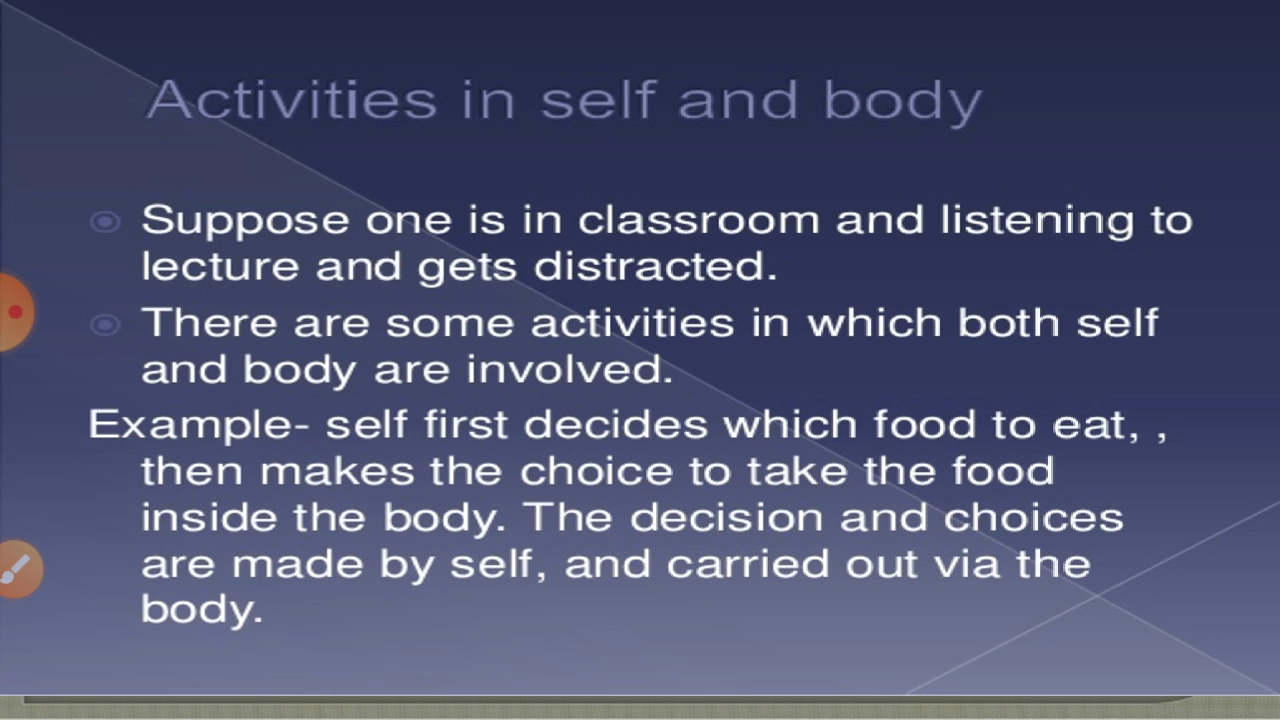 Activities in self and body
Suppose one is in classroom and listening to
lecture and gets distracted.
There are some activities in which both self
and body are involved.
Example- self first decides which food to eat, ,
then makes the choice to take the food
inside the body. The decision and choices
are made by self, and carried out via the
body.